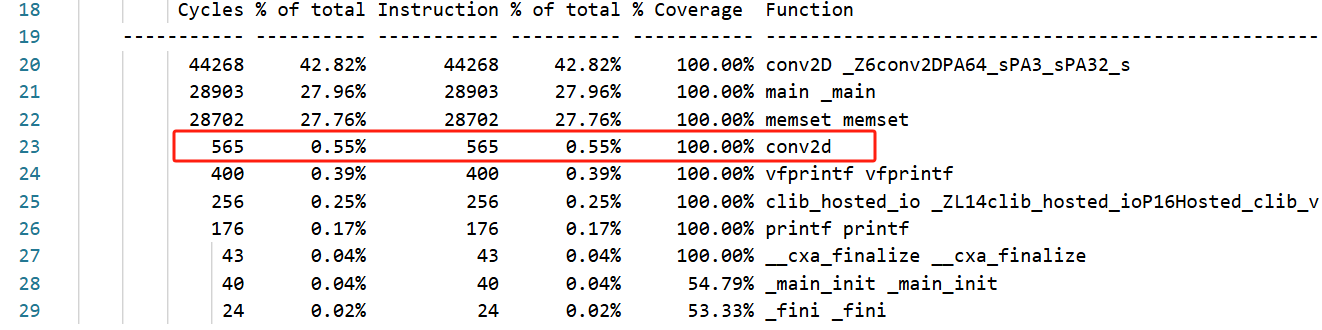 18 Cycles % of total Instruction % of total % Coverage Function
19 ----------- ---------- ----------- ---------- ----------- --------------------------------------------------
20 44268 42.82% 44268 42.82% 100.00% conv2D _Z6conv2DPA64_sPA3_sPA32_s
21 28903 27.96% 28903 27.96% 100.00% main _main
22 28702 27.76% 28702 27.76% 100.00% memset memset
23 565 0.55% 565 0.55% 100.00% conv2d
24 400 0.39% 400 0.39% 100.00% vfprintf vfprintf
25 256 0.25% 256 0.25% 100.00% clib_hosted_io _ZL14clib_hosted_ioP16Hosted_clib_v
26 176 0.17% 176 0.17% 100.00% printf printf
27 43 0.04% 43 0.04% 100.00% __cxa_finalize __cxa_finalize
28 40 0.04% 40 0.04% 54.79% _main_init _main_init
29 24 0.02% 24 0.02% 53.33% _fini _fini